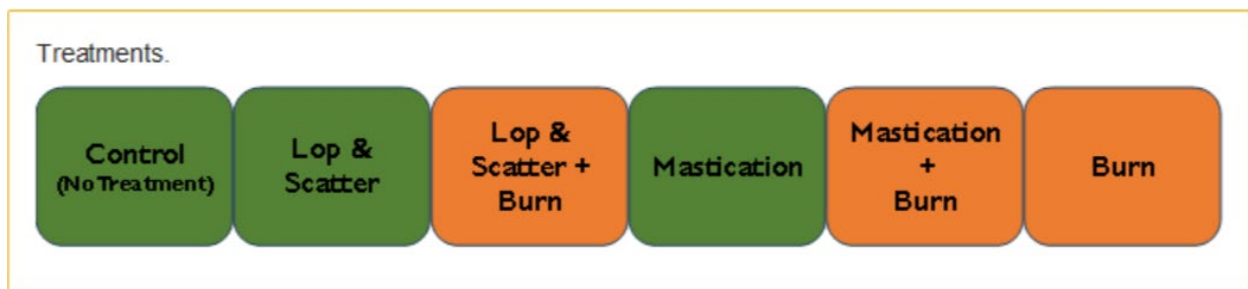 Treatments.
Control
(No Treatment)
Lop &
Scatter
Lop &
Scatter +
Burn
Mastication
Mastication
+
Burn
Burn